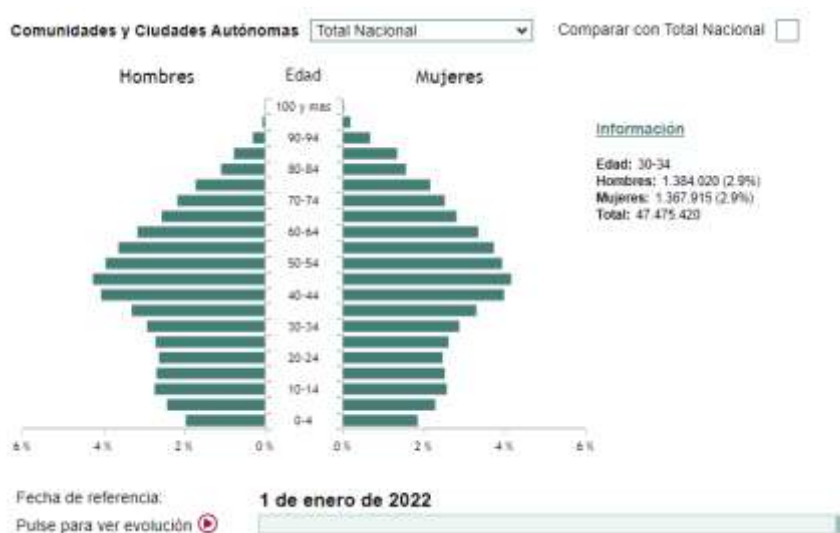 Comunidades y Ciudades Autónomas Total Nacional Comparar con Total Nacional
Hombres Edad Mujeres
100 y mas
90-94
80-84
70-74
60-64
50-54
40-44
30-34
20-24
10-14
0-4
6 % 4 % 2 % 0 % 0 % 2 % 4 % 6 %
Información
Edad: 30-34
Hombres: 1.384.020 (2.9%)
Mujeres: 1.367.915 (2.9%)
Total: 47.475.420
Fecha de referencia: 1 de enero de 2022
Pulse para ver evolución